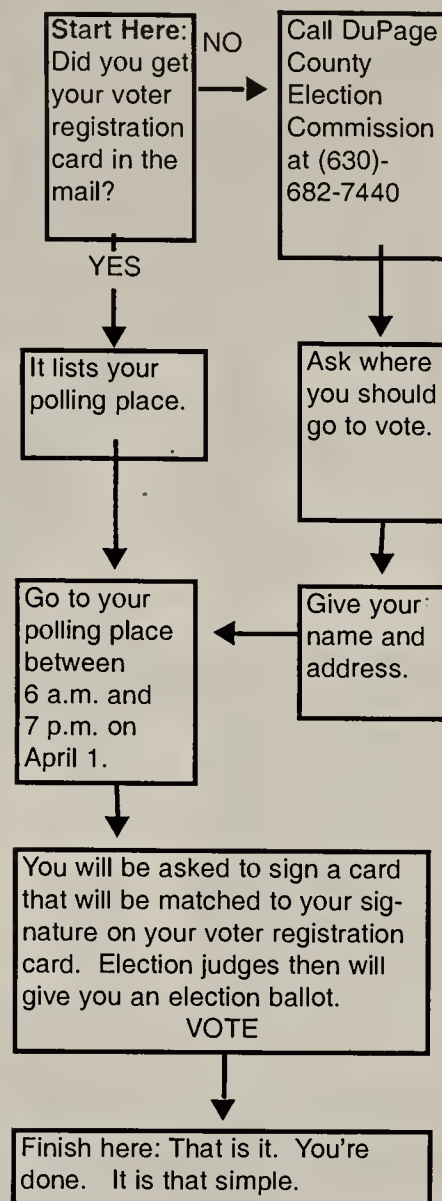 Start Here:
Did you get
your voter
registration
card in the
mail?
NO
Call DuPage
County
Election
Commission
at (630)-
682-7440
YES
It lists your
polling place.
Ask where
you should
go to vote.
Give your
name and
address.
Go to your
polling place
between
6 a.m. and
7 p.m. on
April 1.
You will be asked to sign a card
that will be matched to your sig-
nature on your voter registration
card. Election judges then will
give you an election ballot.
VOTE
Finish here: That is it. You're
done. It is that simple.